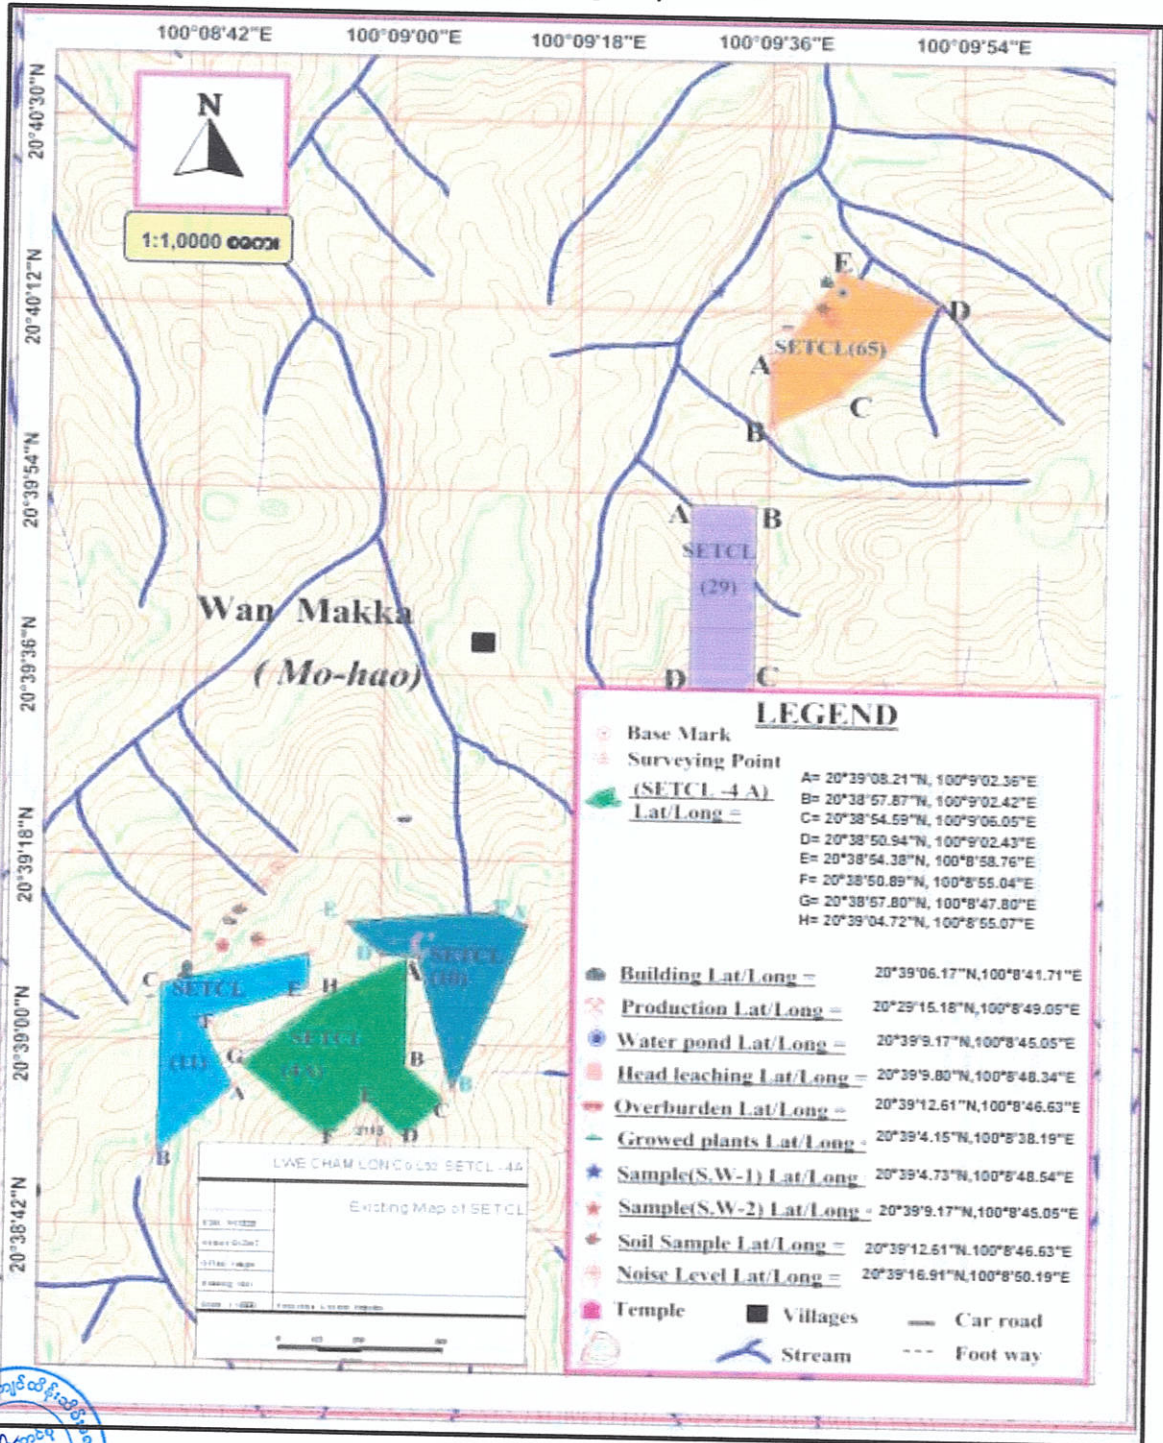 100°08'42"E 100°09'00"E 100°09'18"E 100°09'36"E 100°09'54"E
20°40'30"N
20°40'12"N
20°39'54"N
20°39'36"N
20°39'18"N
20°39'00"N
20°38'42"N
N
1:1,0000
E
D
SETCL(65)
A
C
B
A B
SETCL
(29)
D C
Wan Makka
( Mo-hao)
E
D
A
SETCL
B
C
SETCL
E
F
(11)
A
B
H
A
G
B
E
C
F
D
LWE CHAM LON Co.Ltd SETCL -4A
Existing Map of SETCL
LEGEND
Base Mark
Surveying Point
(SETCL -4 A)
Lat/Long =
A= 20°39'08.21"N, 100°9'02.36"E
B= 20°38'57.87"N, 100°9'02.42"E
C= 20°38'54.59"N, 100°9'06.05"E
D= 20°38'50.94"N, 100°9'02.43"E
E= 20°38'54.38"N, 100°8'58.76"E
F= 20°38'50.89"N, 100°8'55.04"E
G= 20°38'57.80"N, 100°8'47.80"E
H= 20°39'04.72"N, 100°8'55.07"E
Building Lat/Long = 20°39'06.17"N,100°8'41.71"E
Production Lat/Long = 20°29'15.18"N,100°8'49.05"E
Water pond Lat/Long = 20°39'9.17"N,100°8'45.05"E
Head leaching Lat/Long = 20°39'9.80"N,100°8'48.34"E
Overburden Lat/Long = 20°39'12.61"N,100°8'46.63"E
Growed plants Lat/Long - 20°39'4.15"N,100°8'38.19"E
Sample(S.W-1) Lat/Long 20°39'4.73"N,100°8'48.54"E
Sample(S.W-2) Lat/Long - 20°39'9.17"N,100°8'45.05"E
Soil Sample Lat/Long = 20°39'12.61"N.100°8'46.63"E
Noise Level Lat/Long = 20°39'16.91"N,100°8'50.19"E
Temple Villages Car road
Stream Foot way